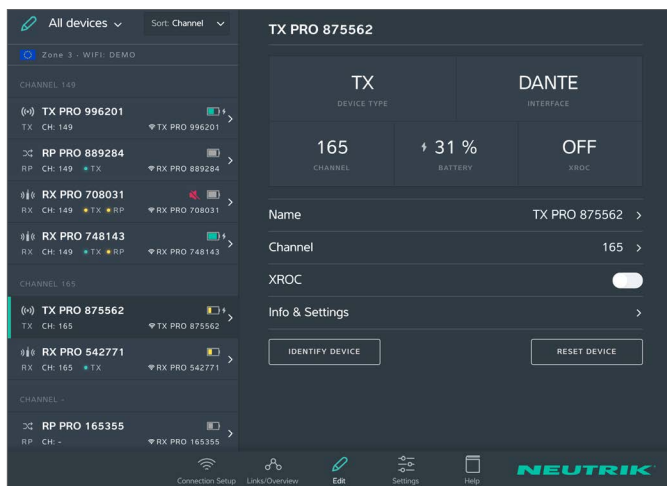 All devices
Sort: Channel
Zone 3 - WIFI: DEMO
CHANNEL 149
TX PRO 996201
TX CH: 149 TX PRO 996201
RP PRO 889284
RP CH: 149 TX RX PRO 889284
RX PRO 708031
RX CH: 149 TX RP RX PRO 708031
RX PRO 748143
RX CH: 149 TX RP RX PRO 748143
CHANNEL 165
TX PRO 875562
TX CH: 165 TX PRO 875562
RX PRO 542771
RX CH: 165 TX RX PRO 542771
CHANNEL -
RP PRO 165355
RP CH: - RX PRO 165355
TX PRO 875562
TX DANTE
DEVICE TYPE INTERFACE
165 31 % OFF
CHANNEL BATTERY XROC
Name TX PRO 875562
Channel 165
XROC
Info & Settings
IDENTIFY DEVICE RESET DEVICE
Connection Setup Links/Overview Edit Settings Help
NEUTRIK